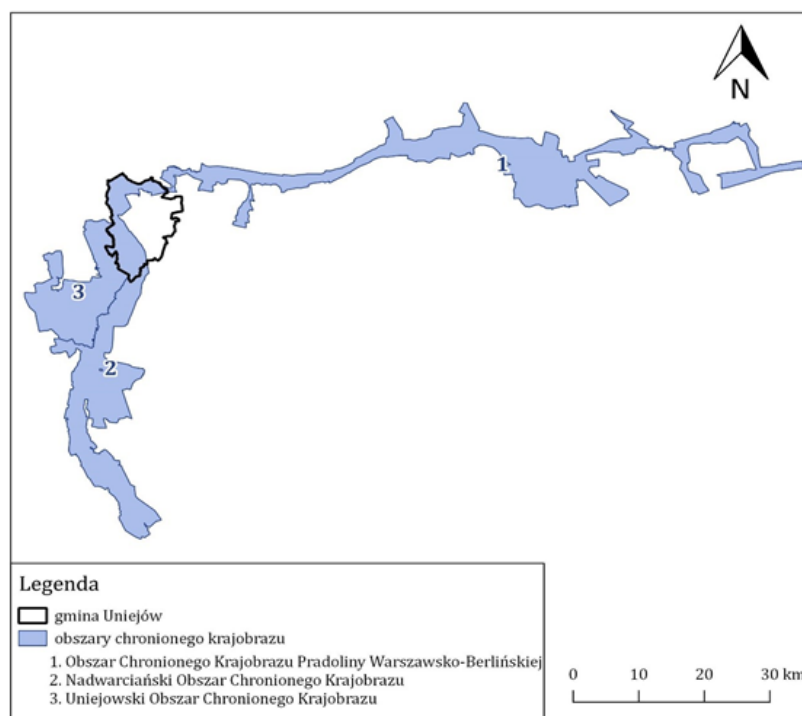 N
1
3
2
Legenda
gmina Uniejów
obszary chronionego krajobrazu
1. Obszar Chronionego Krajobrazu Pradoliny Warszawsko-Berlińskiej
2. Nadwarciański Obszar Chronionego Krajobrazu
3. Uniejowski Obszar Chronionego Krajobrazu
0 10 20 30 km